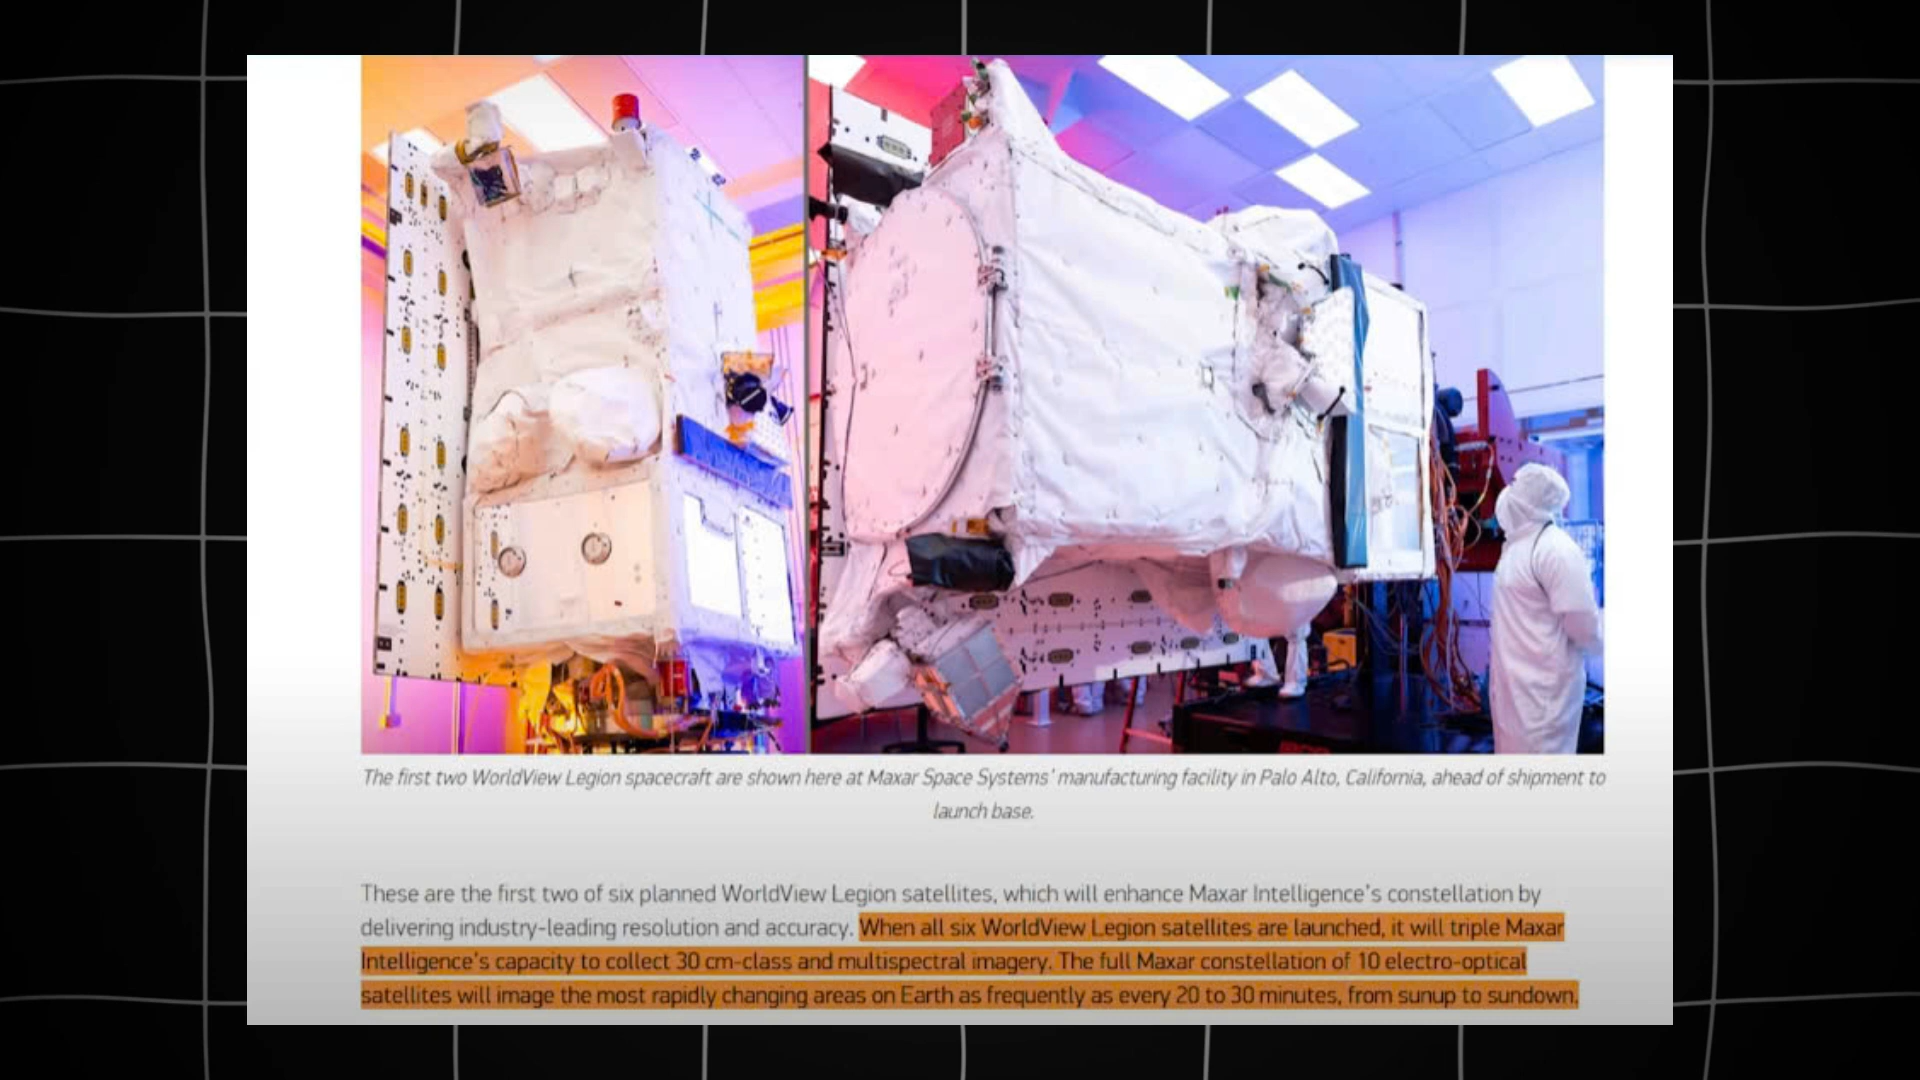 The first two WorldView Legion spacecraft are shown here at Maxar Space Systems' manufacturing facility in Palo Alto, California, ahead of shipment to
launch base.
These are the first two of six planned WorldView Legion satellites, which will enhance Maxar Intelligence's constellation by
delivering industry-leading resolution and accuracy. When all six WorldView Legion satellites are launched, it will triple Maxar
Intelligence's capacity to collect 30 cm-class and multispectral imagery. The full Maxar constellation of 10 electro-optical
satellites will image the most rapidly changing areas on Earth as frequently as every 20 to 30 minutes, from sunup to sundown.